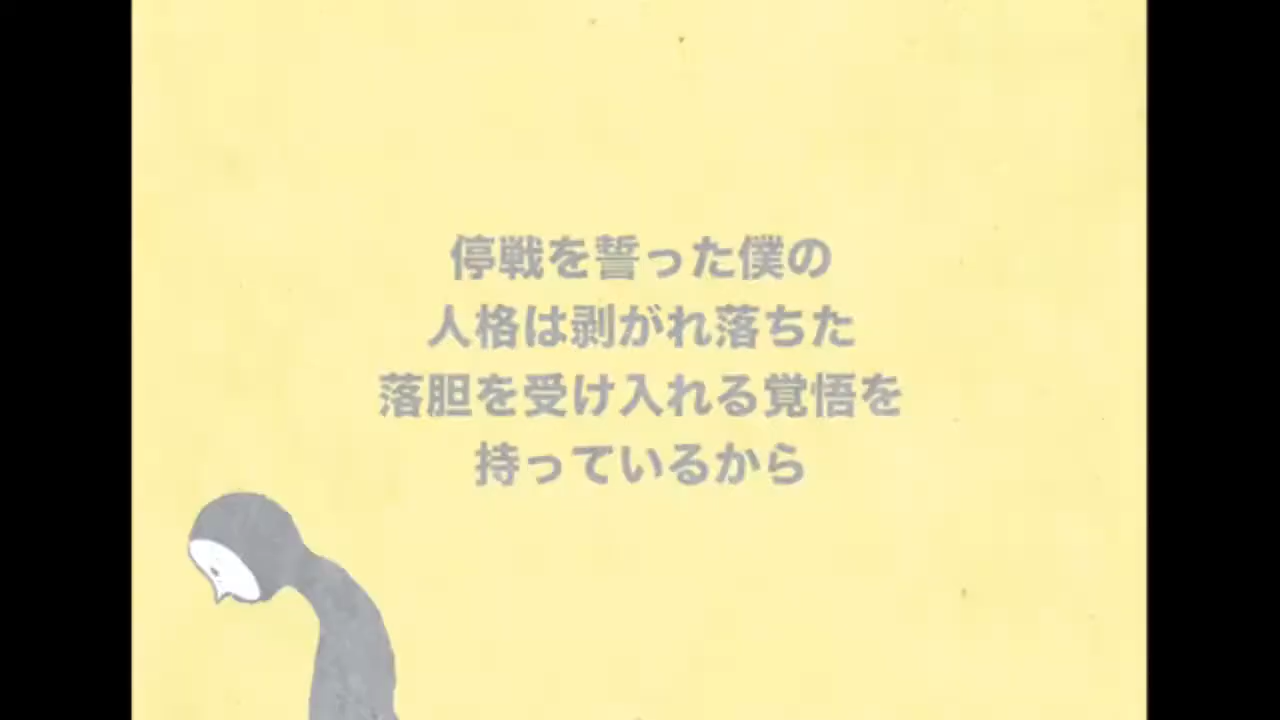 停戦を誓った僕の
人格は剥がれ落ちた
落胆を受け入れる覚悟を
持っているから